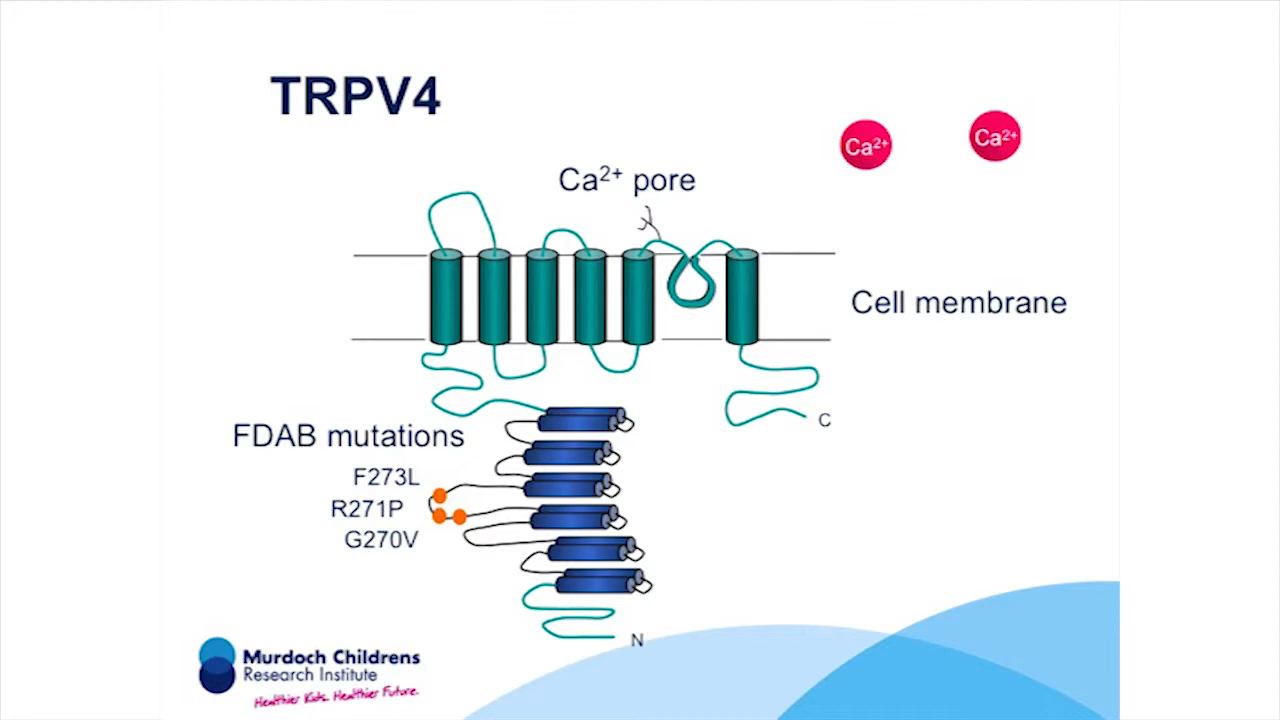 TRPV4
Ca²⁺
Ca²⁺
Ca²⁺ pore
Cell membrane
C
FDAB mutations
F273L
R271P
G270V
N
Murdoch Childrens
Research Institute
Healthier Kids. Healthier Future.